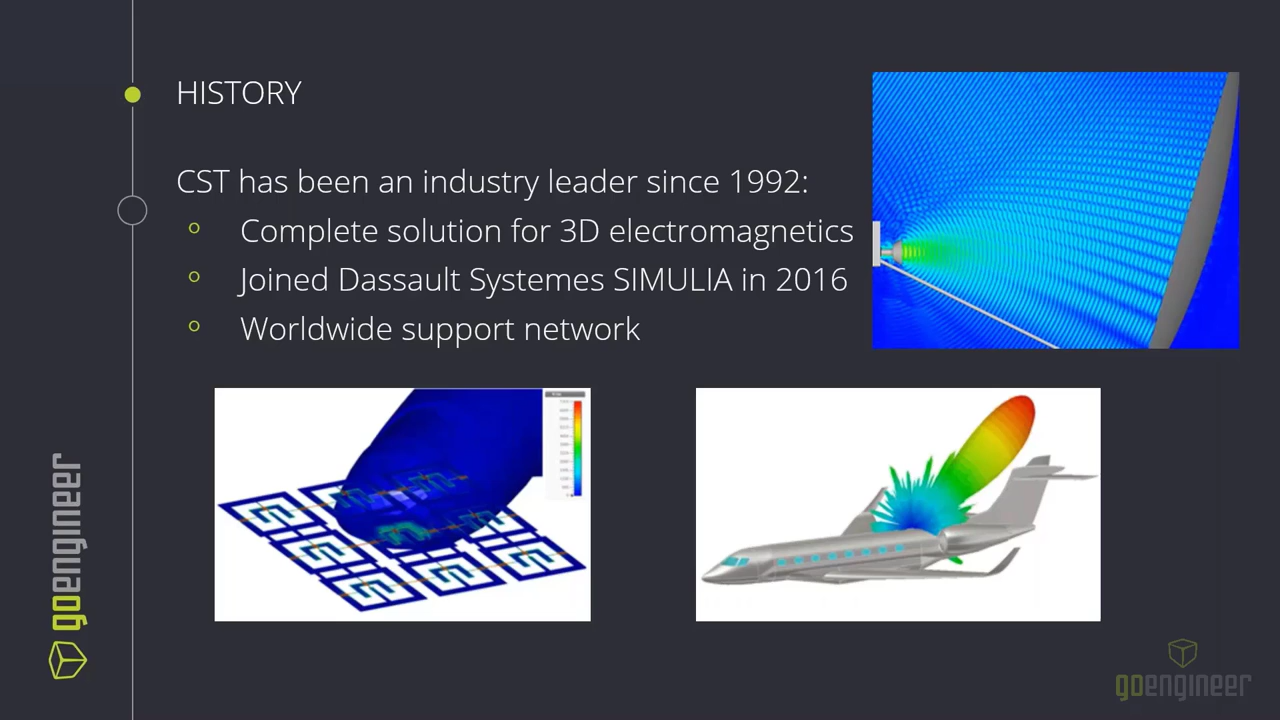 HISTORY
CST has been an industry leader since 1992:
Complete solution for 3D electromagnetics
Joined Dassault Systemes SIMULIA in 2016
Worldwide support network
goengineer
goengineer